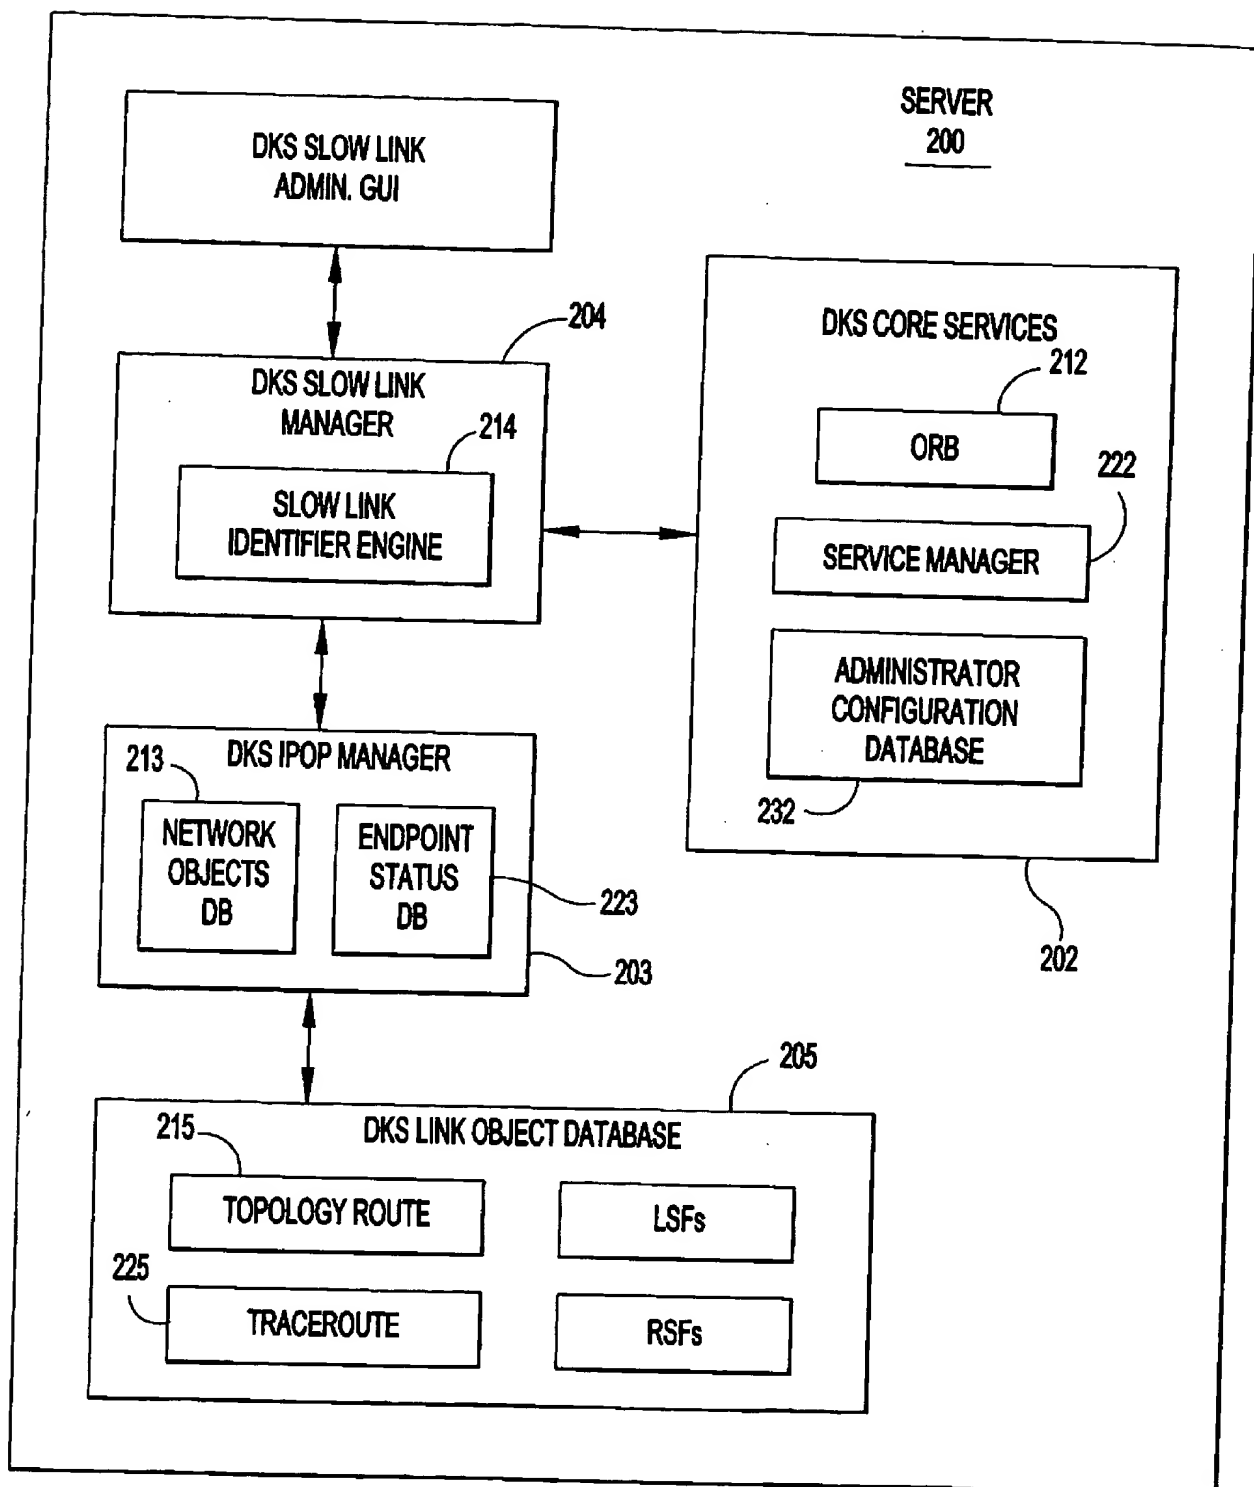 SERVER
200
DKS SLOW LINK
ADMIN. GUI
204
DKS SLOW LINK
MANAGER
214
SLOW LINK
IDENTIFIER ENGINE
DKS CORE SERVICES
212
ORB
222
SERVICE MANAGER
ADMINISTRATOR
CONFIGURATION
DATABASE
232
202
DKS IPOP MANAGER
213
NETWORK
OBJECTS
DB
ENDPOINT
STATUS
DB
223
203
205
DKS LINK OBJECT DATABASE
215
TOPOLOGY ROUTE
LSFs
225
TRACEROUTE
RSFs